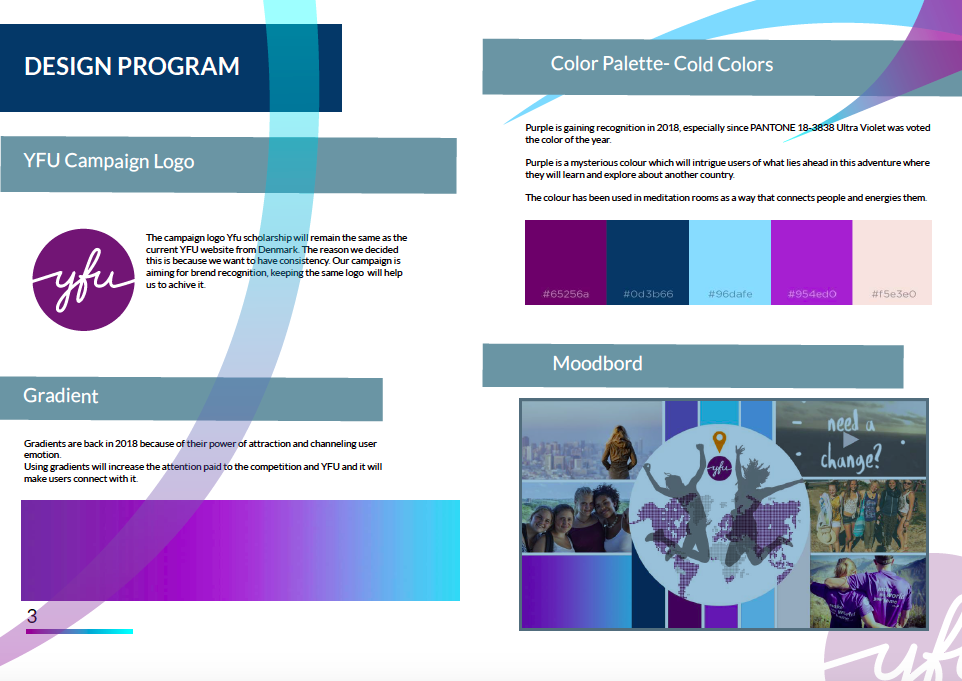 DESIGN PROGRAM
YFU Campaign Logo
yfu
The campaign logo Yfu scholarship will remain the same as the
current YFU website from Denmark. The reason we decided
this is because we want to have consistency. Our campaign is
aiming for brend recognition, keeping the same logo will help
us to achive it.
Gradient
Gradients are back in 2018 because of their power of attraction and channeling user
emotion.
Using gradients will increase the attention paid to the competition and YFU and it will
make users connect with it.
3
Color Palette- Cold Colors
Purple is gaining recognition in 2018, especially since PANTONE 18-3838 Ultra Violet was voted
the color of the year.
Purple is a mysterious colour which will intrigue users of what lies ahead in this adventure where
they will learn and explore about another country.
The colour has been used in meditation rooms as a way that connects people and energies them.
#65256a #0d3b66 #96dafe #954ed0 #f5e3e0
Moodbord
need a
change?
yfu
yfu